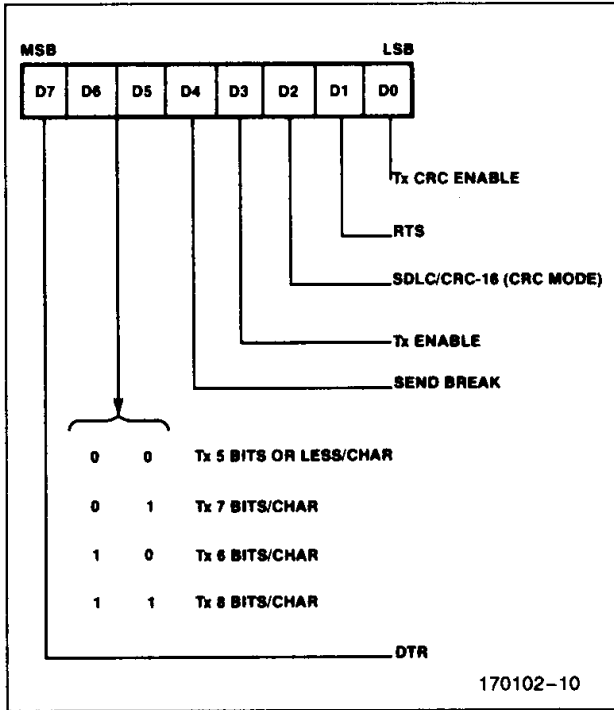 MSB LSB
D7 D6 D5 D4 D3 D2 D1 D0
Tx CRC ENABLE
RTS
SDLC/CRC-16 (CRC MODE)
Tx ENABLE
SEND BREAK
0 0 Tx 5 BITS OR LESS/CHAR
0 1 Tx 7 BITS/CHAR
1 0 Tx 6 BITS/CHAR
1 1 Tx 8 BITS/CHAR
DTR
170102-10